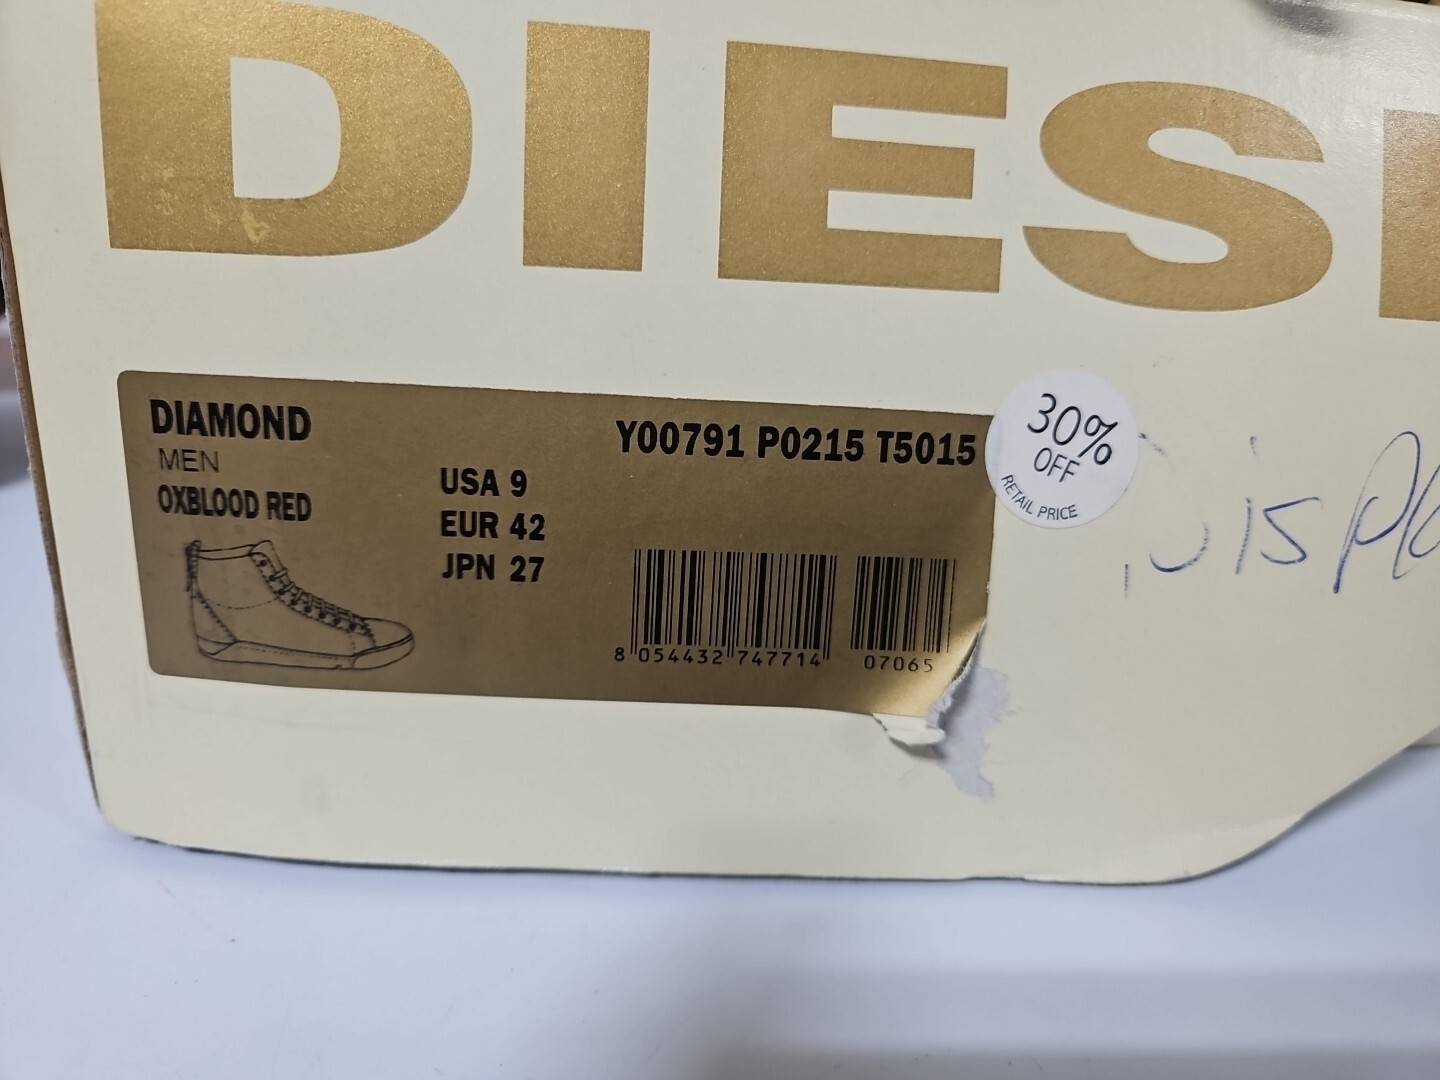 DIESE
DIAMOND
MEN
OXBLOOD RED
USA 9
EUR 42
JPN 27
Y00791 P0215 T5015
8 054432 747714
07065
30%
OFF
RETAIL PRICE